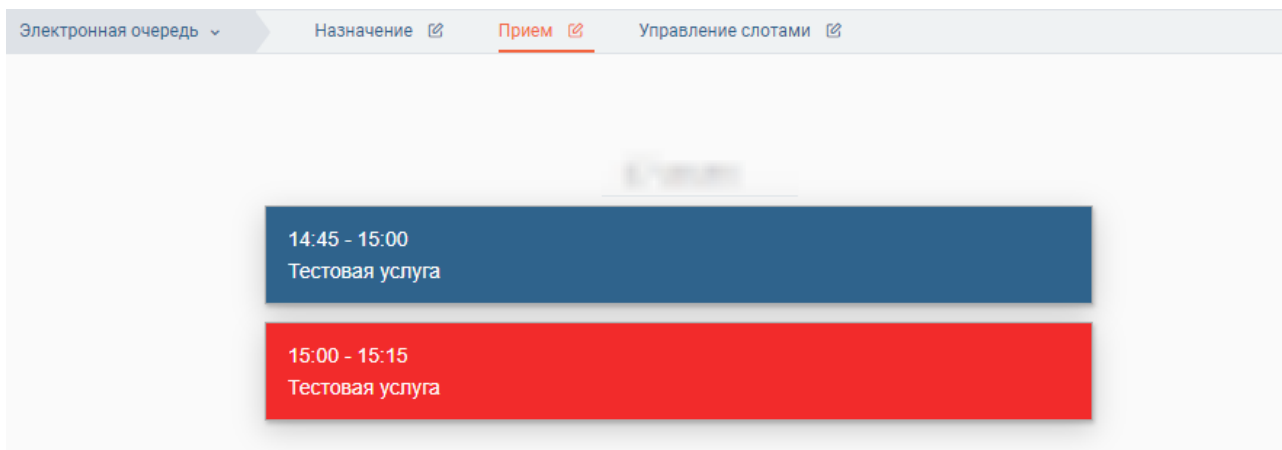 Электронная очередь Назначение Прием Управление слотами
14:45 - 15:00
Тестовая услуга
15:00 - 15:15
Тестовая услуга